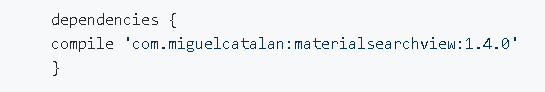 dependencies {
compile 'com.miguelcatalan:materialsearchview:1.4.0'
}